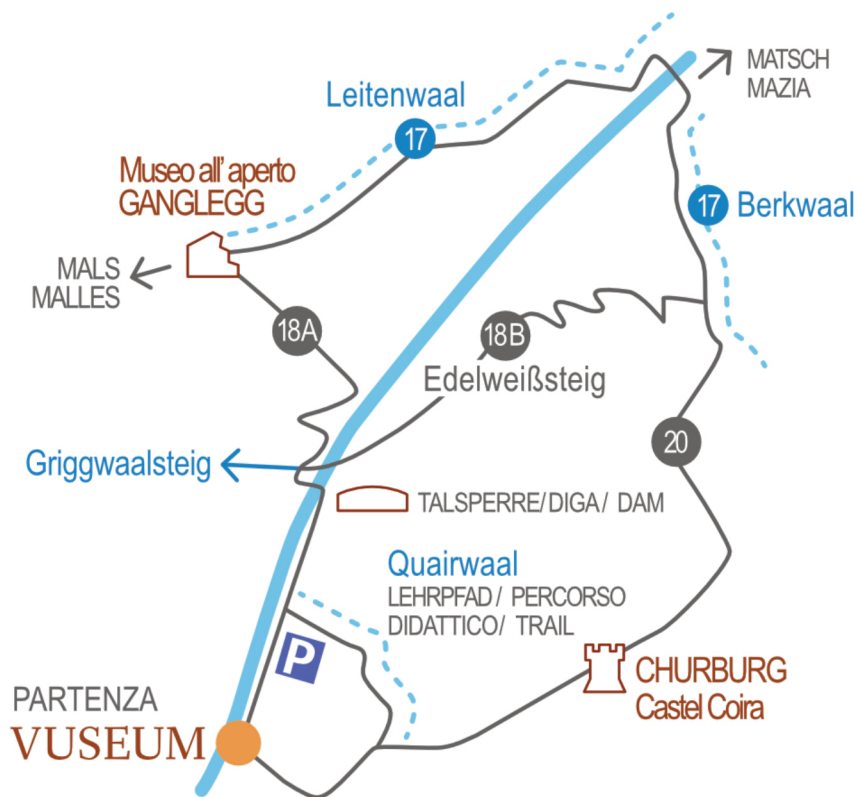 MATSCH
MAZIA
Leitenwaal
17
Museo all' aperto
GANGLEGG
17
Berkwaal
MALS
MALLES
18A
18B
Edelweißsteig
20
Griggwaalsteig
TALSPERRE/DIGA/ DAM
Quairwaal
LEHRPFAD/ PERCORSO
DIDATTICO/ TRAIL
P
CHURBURG
Castel Coira
PARTENZA
VUSEUM